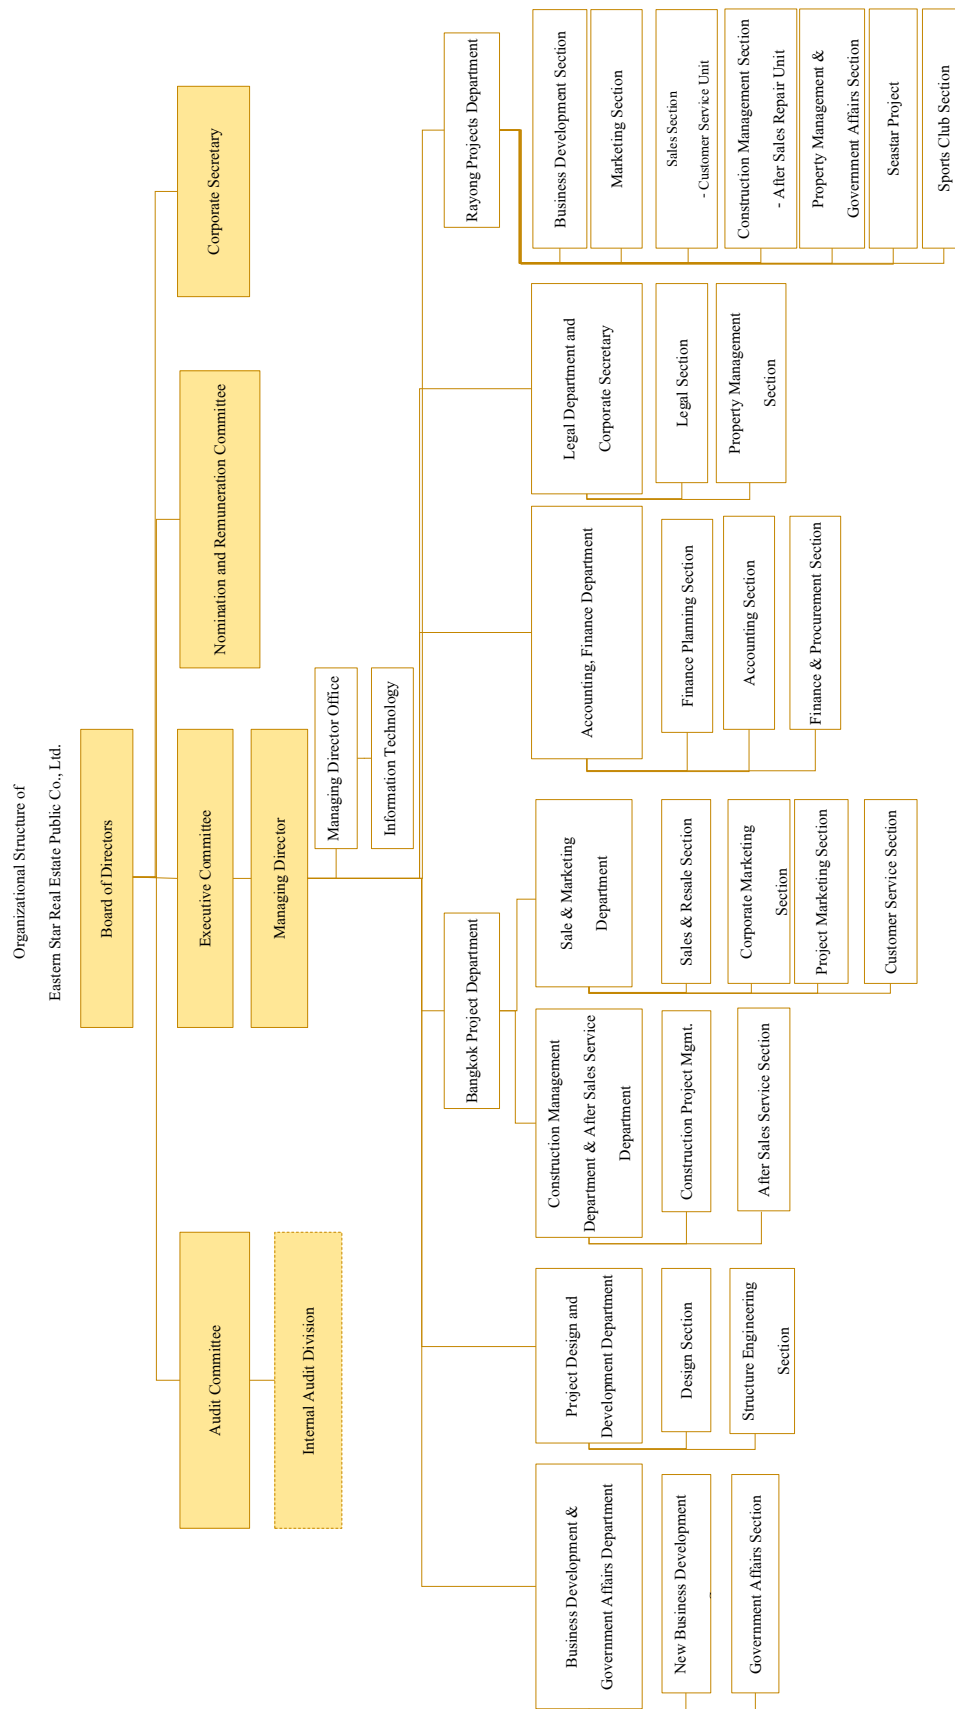 Organizational Structure of
Eastern Star Real Estate Public Co., Ltd.
Board of Directors
Audit Committee
Internal Audit Division
Executive Committee
Managing Director
Nomination and Remuneration Committee
Corporate Secretary
Managing Director Office
Information Technology
Business Development &
Government Affairs Department
New Business Development
Government Affairs Section
Project Design and
Development Department
Design Section
Structure Engineering
Section
Bangkok Project Department
Construction Management
Department & After Sales Service
Department
Construction Project Mgmt.
After Sales Service Section
Sale & Marketing
Department
Sales & Resale Section
Corporate Marketing
Section
Project Marketing Section
Customer Service Section
Accounting, Finance Department
Finance Planning Section
Accounting Section
Finance & Procurement Section
Legal Department and
Corporate Secretary
Legal Section
Property Management
Section
Rayong Projects Department
Business Development Section
Marketing Section
Sales Section
- Customer Service Unit
Construction Management Section
- After Sales Repair Unit
Property Management &
Government Affairs Section
Seastar Project
Sports Club Section